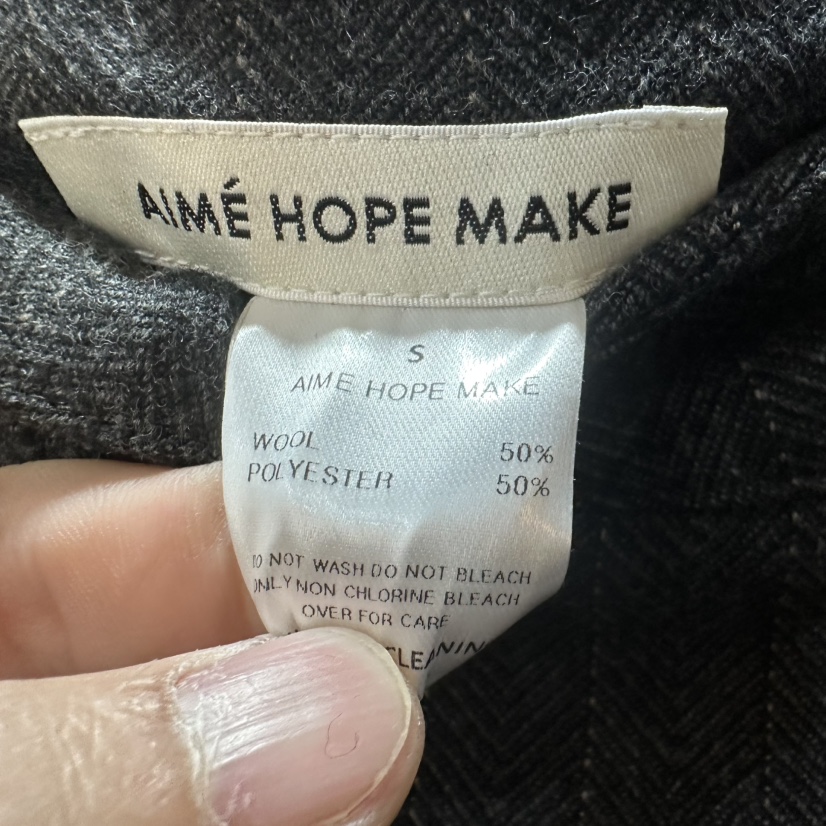 AIMÉ HOPE MAKE
S
AIME HOPE MAKE
WOOL 50%
POLYESTER 50%
DO NOT WASH DO NOT BLEACH
ONLY NON CHLORINE BLEACH
OVER FOR CARE